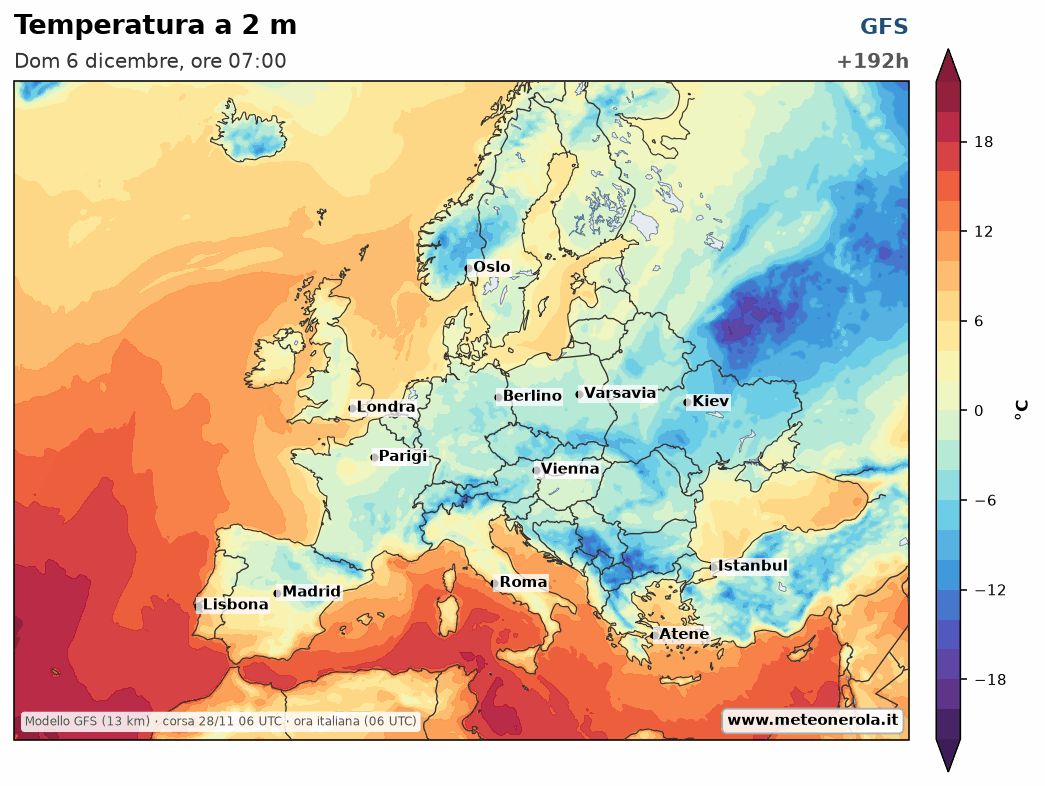 Temperatura a 2 m
GFS
Dom 6 dicembre, ore 07:00
+192h
18
12
6
0
−6
−12
−18
°C
Oslo
Londra
Berlino
Varsavia
Kiev
Parigi
Vienna
Istanbul
Roma
Madrid
Lisbona
Atene
Modello GFS (13 km) · corsa 28/11 06 UTC · ora italiana (06 UTC)
www.meteonerola.it